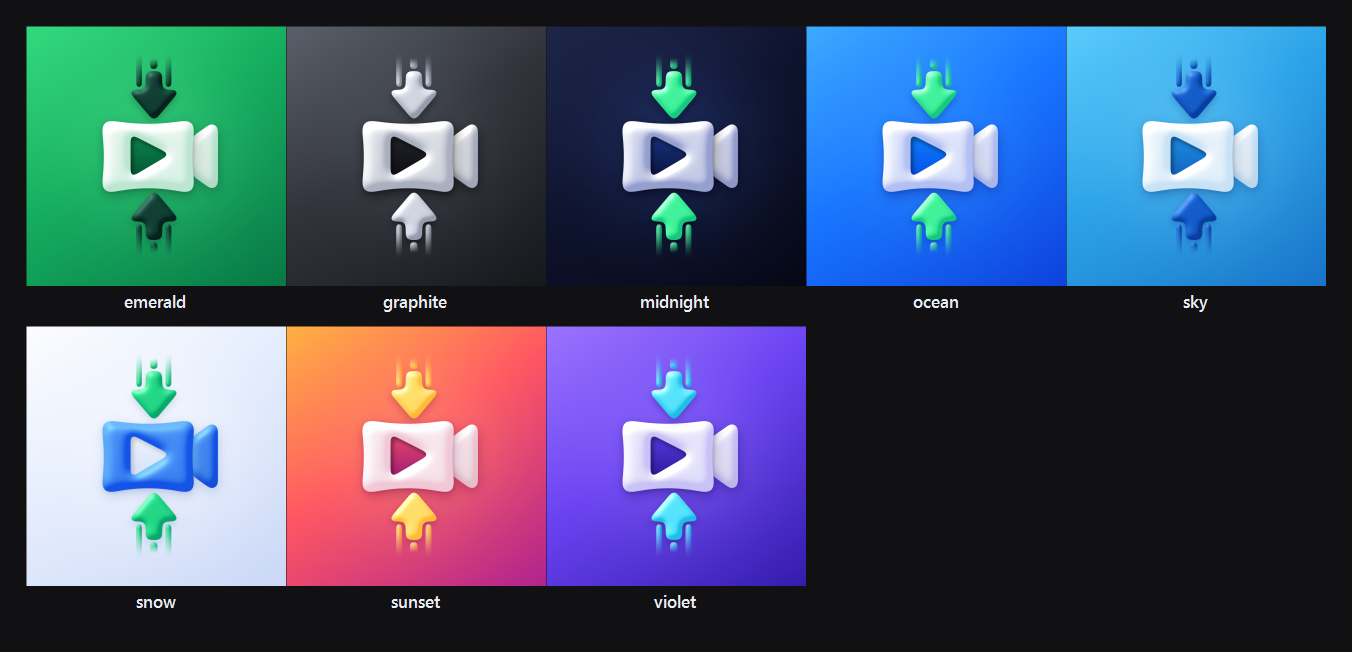 emerald
graphite
midnight
ocean
sky
snow
sunset
violet